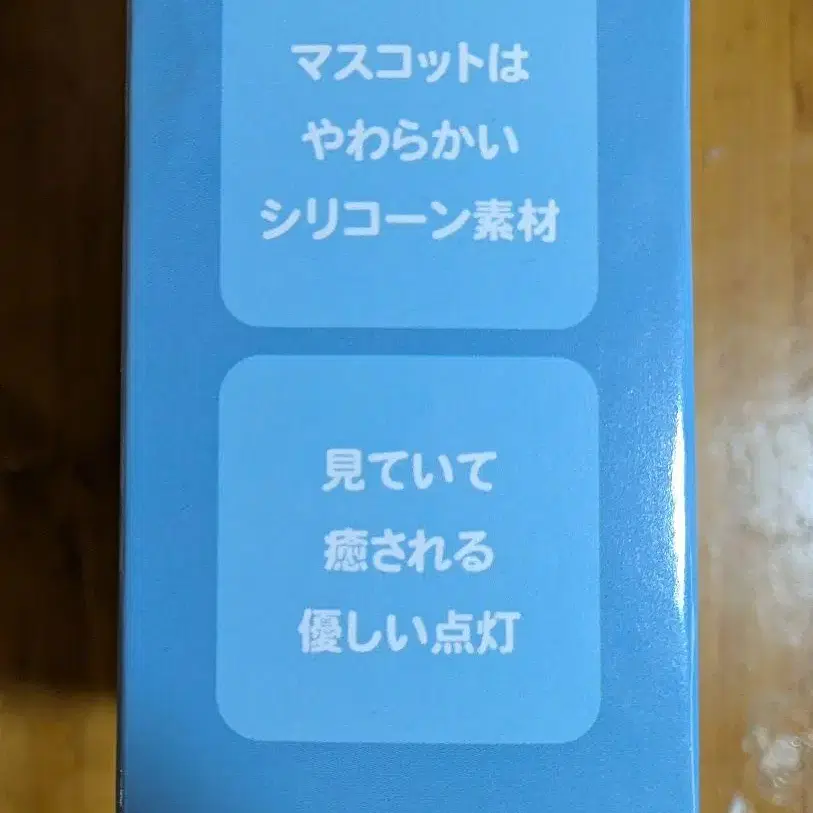 マスコットは
やわらかい
シリコーン素材
見ていて
癒される
優しい点灯